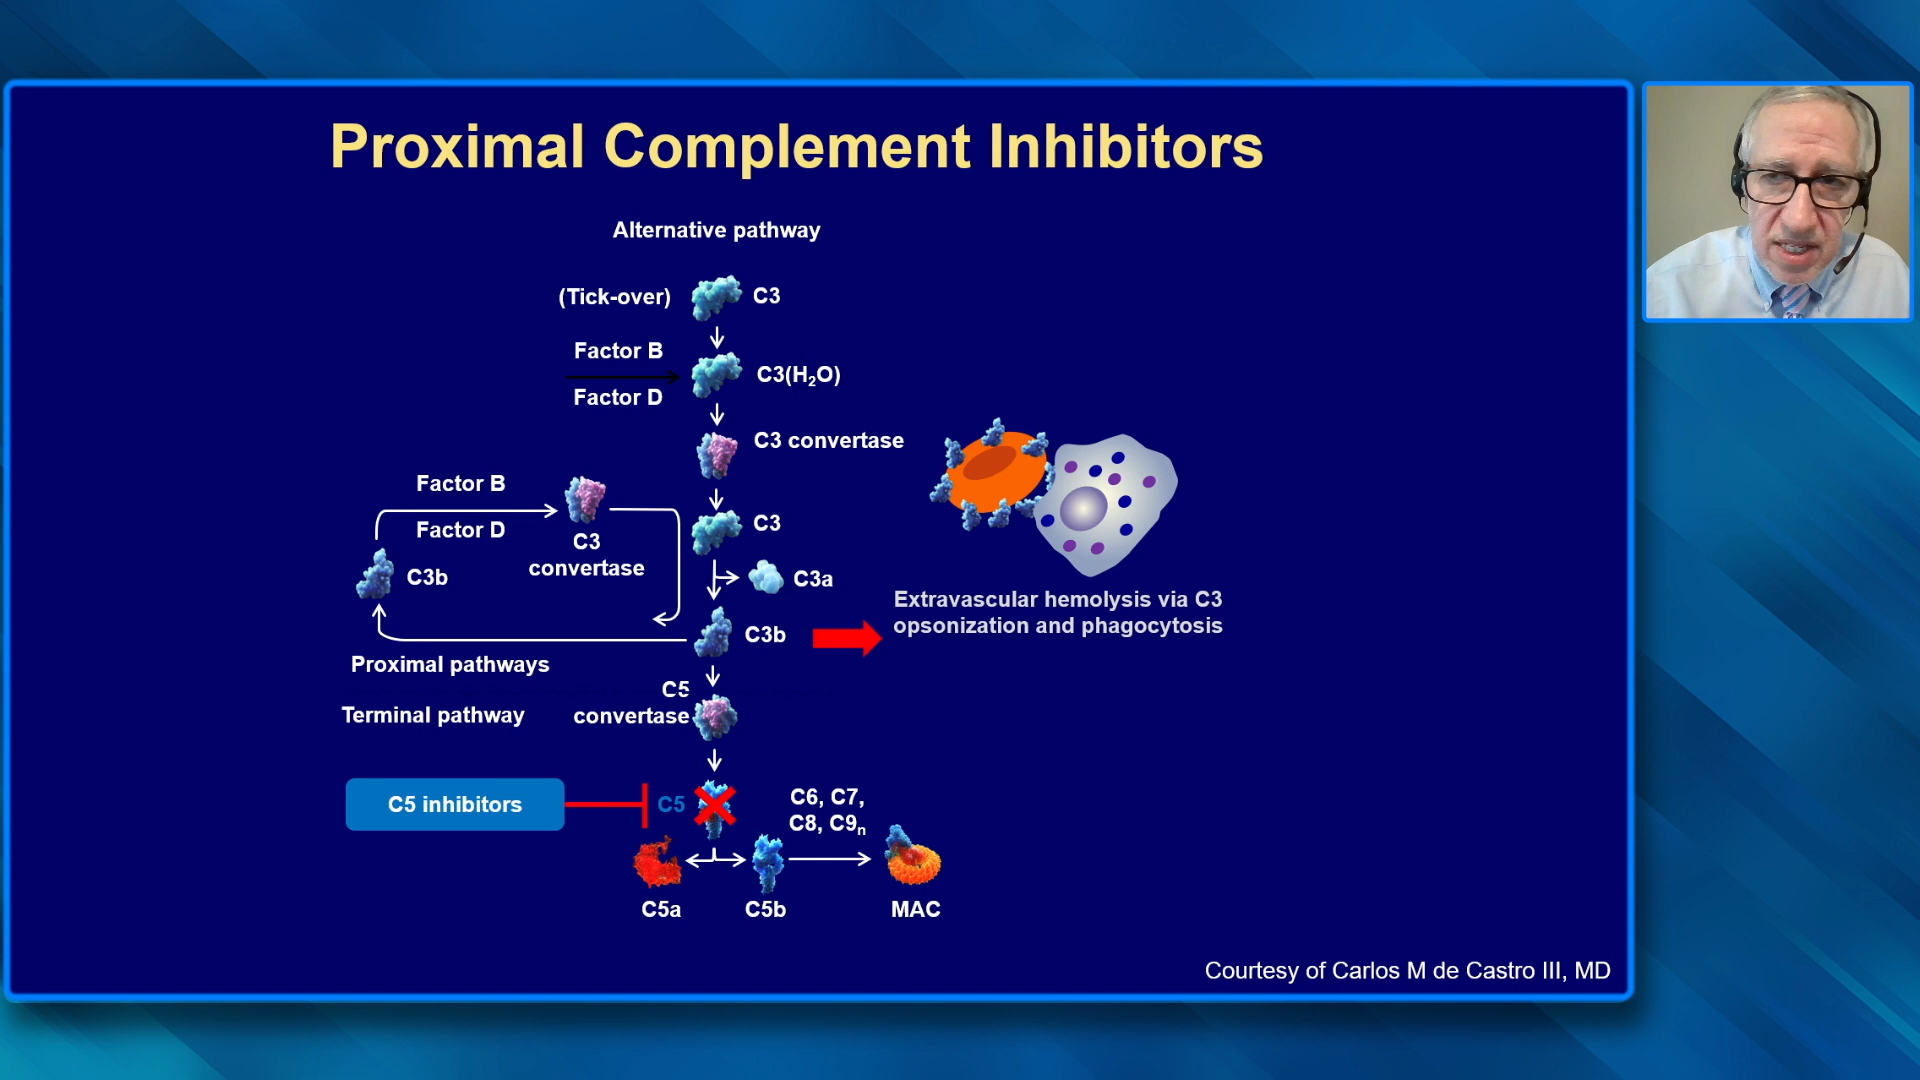 Proximal Complement Inhibitors
Alternative pathway
(Tick-over)
C3
Factor B
Factor D
C3(H₂O)
C3 convertase
Factor B
Factor D
C3
convertase
C3b
C3
C3a
C3b
Extravascular hemolysis via C3
opsonization and phagocytosis
Proximal pathways
Terminal pathway
C5
convertase
C5 inhibitors
C5
C6, C7,
C8, C9ₙ
C5a
C5b
MAC
Courtesy of Carlos M de Castro III, MD